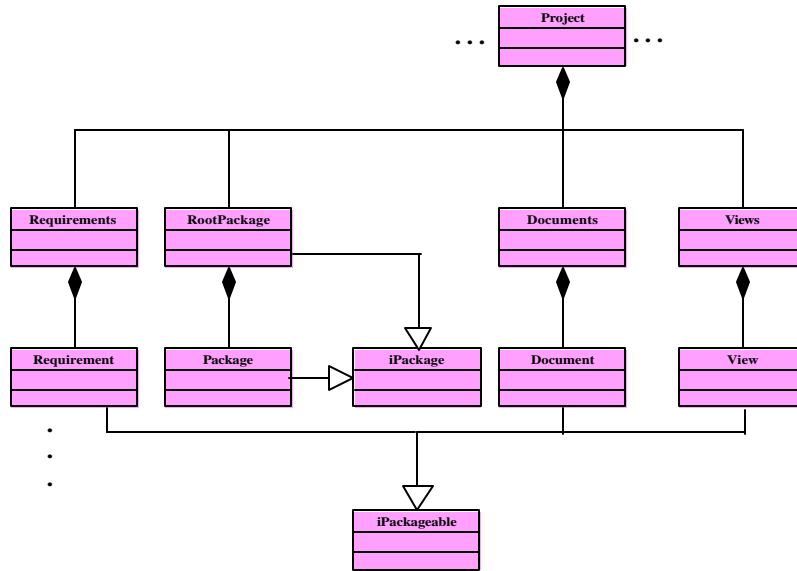 Project
... ...
Requirements RootPackage Documents Views
Requirement Package iPackage Document View
.
.
.
iPackageable